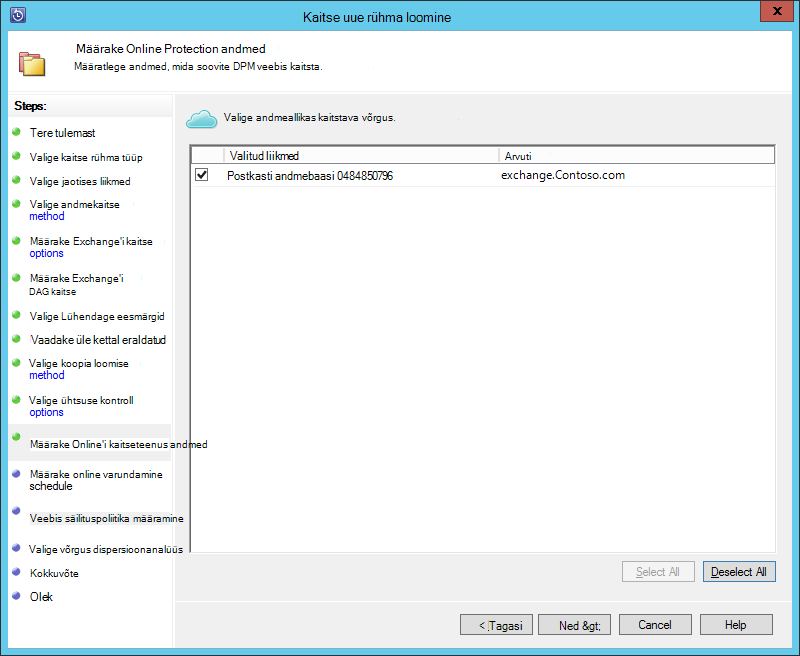 Kaitse uue rühma loomine
x
Määrake Online Protection andmed
Määratlege andmed, mida soovite DPM veebis kaitsta.
Steps:
Tere tulemast
Valige kaitse rühma tüüp
Valige jaotises liikmed
Valige andmekaitse
method
Määrake Exchange'i kaitse
options
Määrake Exchange'i
DAG kaitse
Valige Lühendage eesmärgid
Vaadake üle kettal eraldatud
Valige koopia loomise
method
Valige ühtsuse kontroll
options
Määrake Online'i kaitseteenus andmed
Määrake online varundamine
schedule
Veebis säilituspoliitika määramine
Valige võrgus dispersioonanalüüs
Kokkuvõte
Olek
Valige andmeallikas kaitstava võrgus.
Valitud liikmed
Arvuti
Postkasti andmebaasi 0484850796
exchange.Contoso.com
Select All
Deselect All
< Tagasi
Ned &gt;
Cancel
Help